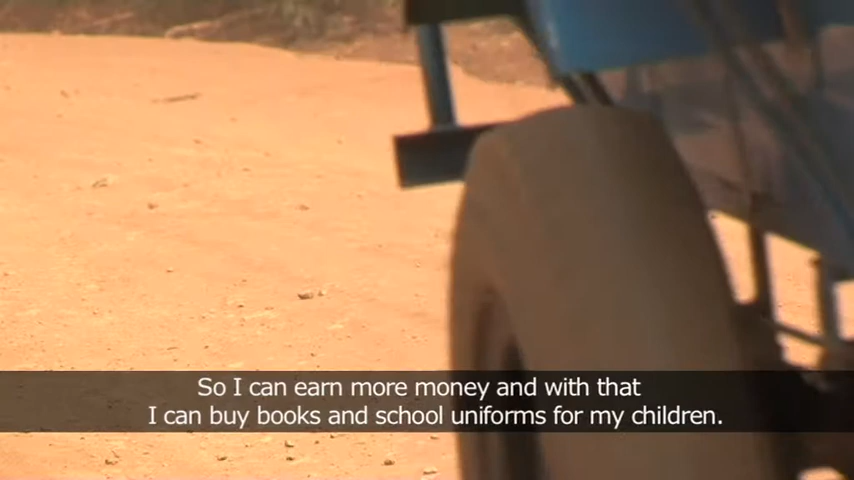 So I can earn more money and with that
I can buy books and school uniforms for my children.